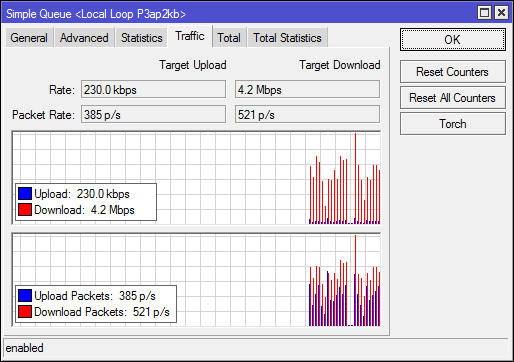 Simple Queue <Local Loop P3ap2kb>
General Advanced Statistics Traffic Total Total Statistics
Target Upload Target Download
Rate: 230.0 kbps 4.2 Mbps
Packet Rate: 385 p/s 521 p/s
Upload: 230.0 kbps
Download: 4.2 Mbps
Upload Packets: 385 p/s
Download Packets: 521 p/s
OK
Reset Counters
Reset All Counters
Torch
enabled